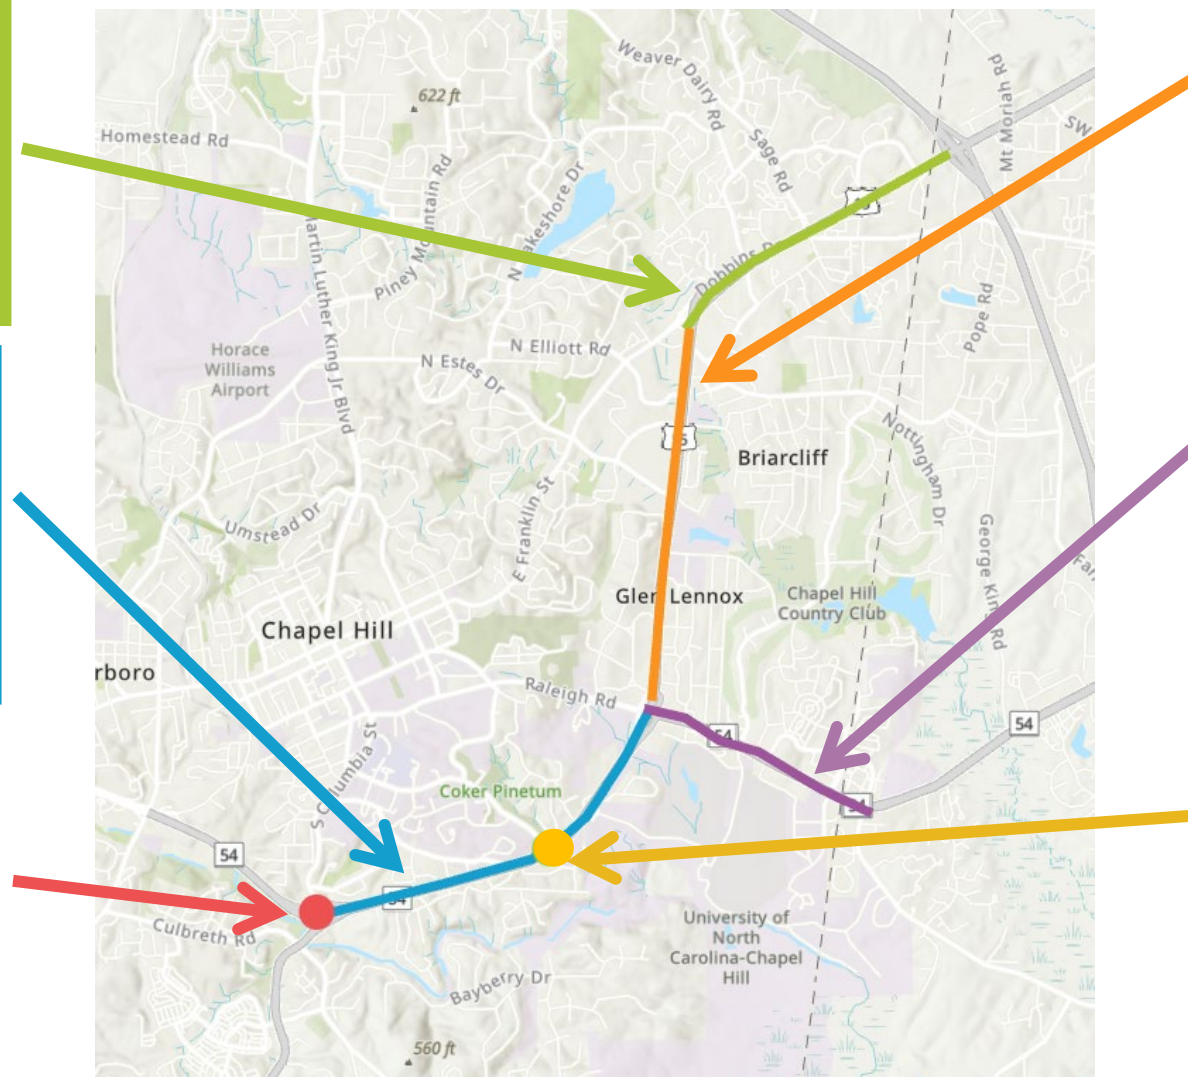 Weaver Dairy Rd
Mt Moriah Rd
622 ft
SW
Homestead Rd
Sage Rd
Piney Mountain Rd
N Lakeshore Dr
Martin Luther King Jr Blvd
Dobbins Dr
Pope Rd
Horace
Williams
Airport
N Elliott Rd
N Estes Dr
Nottingham Dr
15
Briarcliff
E Franklin St
Umstead Dr
George King Rd
Glen Lennox
Chapel Hill
Country Club
Chapel Hill
rboro
Raleigh Rd
54
54
S Columbia St
Coker Pinetum
54
54
54
Culbreth Rd
University of
North
Carolina-Chapel
Hill
Bayberry Dr
560 ft